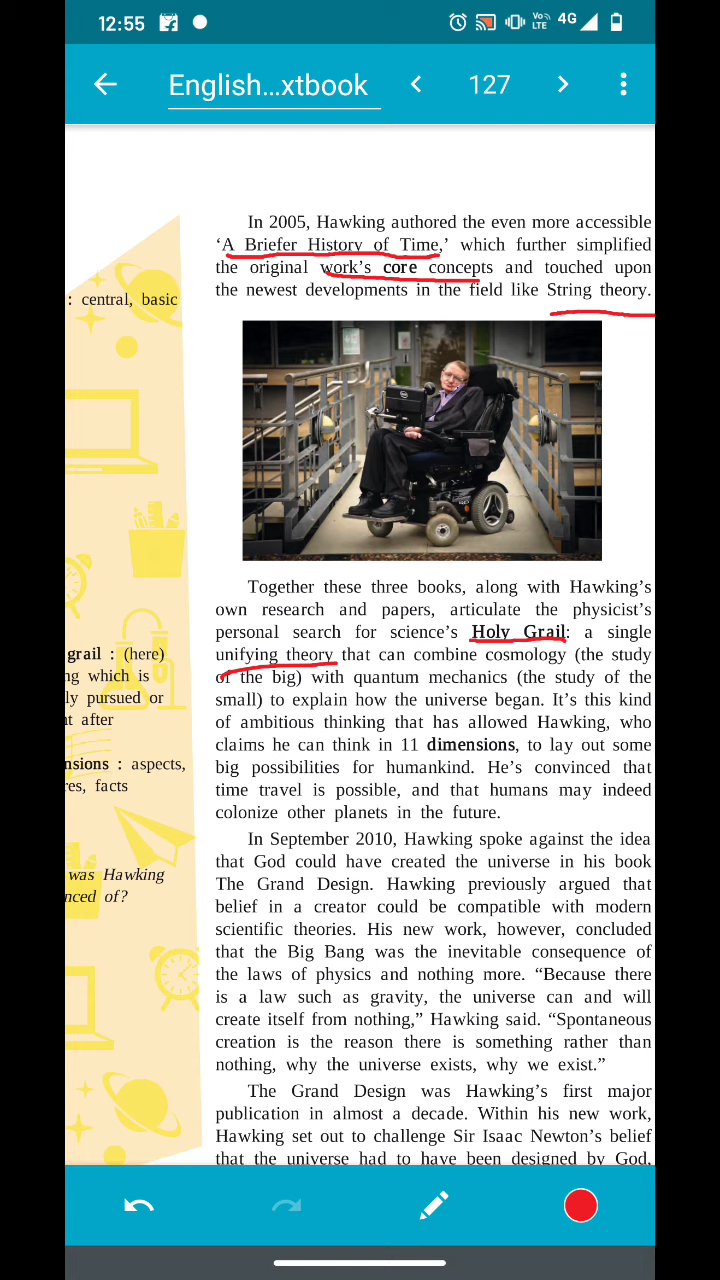 12:55
Vo)) LTE 4G
English...xtbook
127
In 2005, Hawking authored the even more accessible
‘A Briefer History of Time,’ which further simplified
the original work’s core concepts and touched upon
the newest developments in the field like String theory.
: central, basic
Together these three books, along with Hawking’s
own research and papers, articulate the physicist’s
personal search for science’s Holy Grail: a single
unifying theory that can combine cosmology (the study
of the big) with quantum mechanics (the study of the
small) to explain how the universe began. It’s this kind
of ambitious thinking that has allowed Hawking, who
claims he can think in 11 dimensions, to lay out some
big possibilities for humankind. He’s convinced that
time travel is possible, and that humans may indeed
colonize other planets in the future.
grail : (here)
ng which is
ly pursued or
nt after
nsions : aspects,
res, facts
was Hawking
nced of?
In September 2010, Hawking spoke against the idea
that God could have created the universe in his book
The Grand Design. Hawking previously argued that
belief in a creator could be compatible with modern
scientific theories. His new work, however, concluded
that the Big Bang was the inevitable consequence of
the laws of physics and nothing more. “Because there
is a law such as gravity, the universe can and will
create itself from nothing,” Hawking said. “Spontaneous
creation is the reason there is something rather than
nothing, why the universe exists, why we exist.”
The Grand Design was Hawking’s first major
publication in almost a decade. Within his new work,
Hawking set out to challenge Sir Isaac Newton’s belief
that the universe had to have been designed by God,